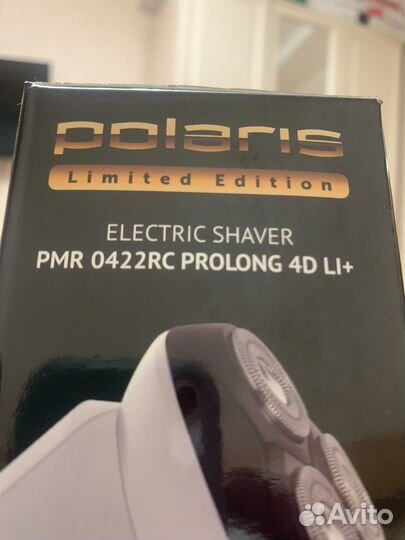 polaris
Limited Edition
ELECTRIC SHAVER
PMR 0422RC PROLONG 4D LI+
Avito